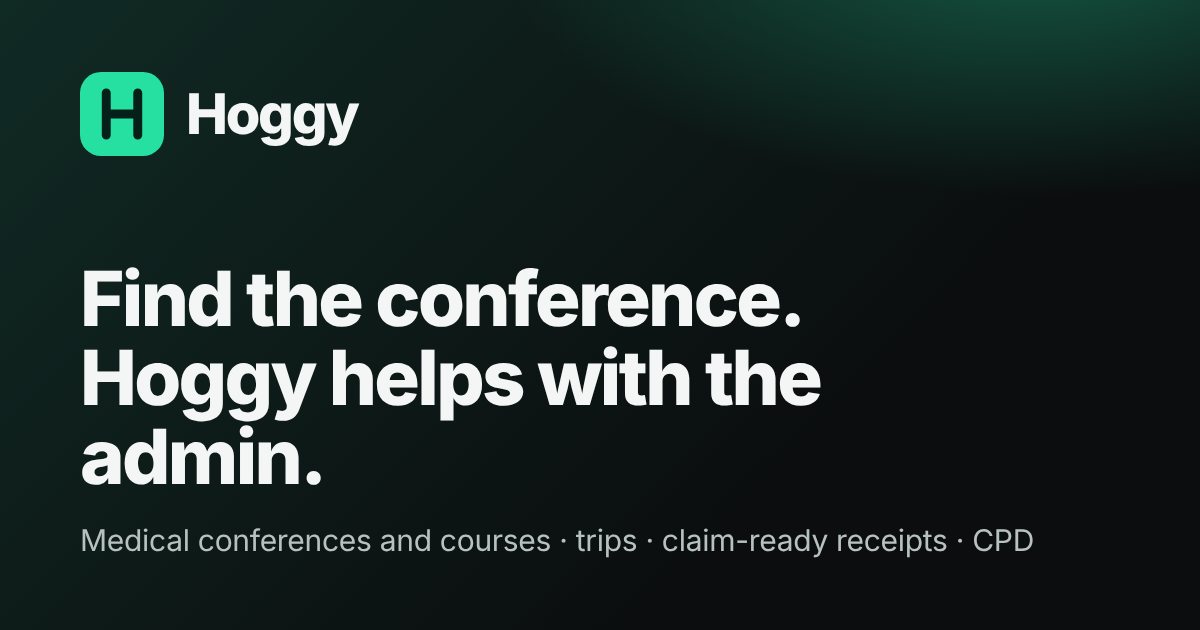 H Hoggy
Find the conference.
Hoggy helps with the
admin.
Medical conferences and courses · trips · claim-ready receipts · CPD